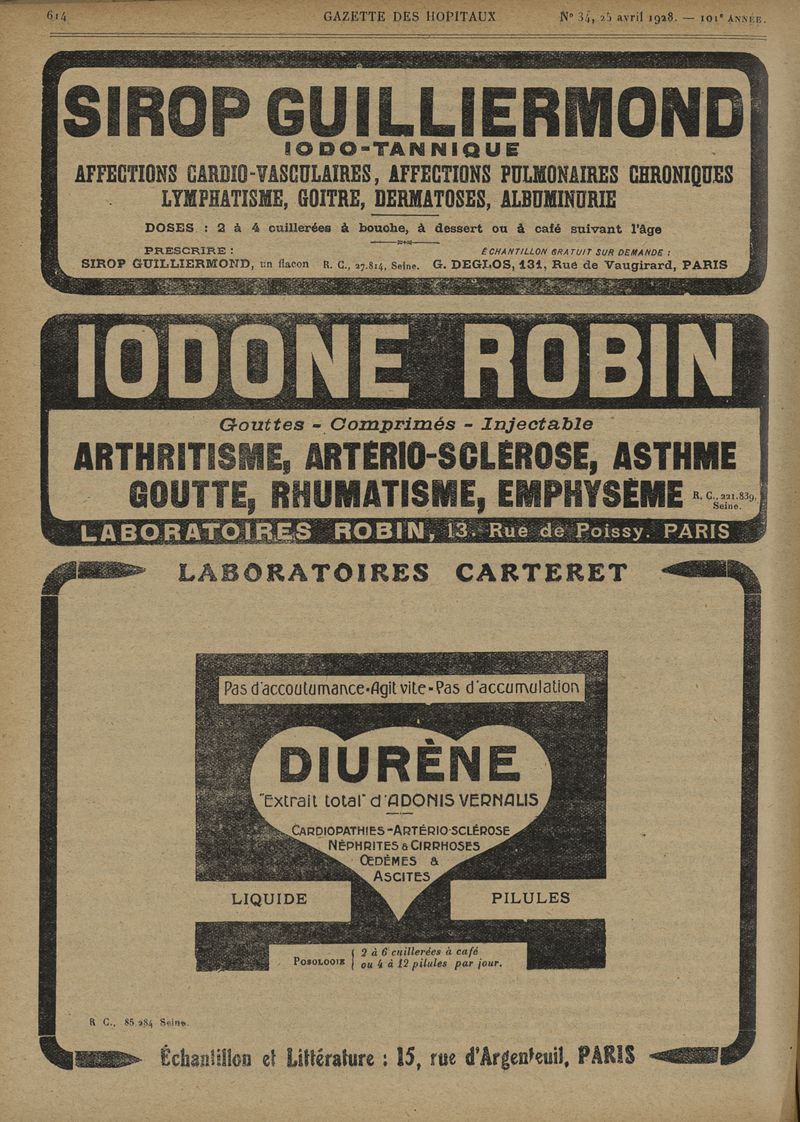 614 GAZETTE DES HOPITAUX N° 34, 25 avril 1928. — 101e ANNÉE.
SIROP GUILLIERMOND
IODO-TANNIQUE
AFFECTIONS CARDIO-VASCULAIRES, AFFECTIONS PULMONAIRES CHRONIQUES
LYMPHATISME, GOITRE, DERMATOSES, ALBUMINURIE
DOSES : 2 à 4 cuillerées à bouche, à dessert ou à café suivant l'âge
PRESCRIRE : ÉCHANTILLON GRATUIT SUR DEMANDE :
SIROP GUILLIERMOND, un flacon R. C., 27.814, Seine. G. DEGLOS, 131, Rue de Vaugirard, PARIS
IODONE ROBIN
Gouttes - Comprimés - Injectable
ARTHRITISME, ARTÉRIO-SCLÉROSE, ASTHME
GOUTTE, RHUMATISME, EMPHYSÈME R. C., 221.839,
Seine.
LABORATOIRES ROBIN, 13. Rue de Poissy. PARIS
LABORATOIRES CARTERET
Pas d'accoutumance-Agit vite-Pas d'accumulation
DIURÈNE
"Extrait total" d'ADONIS VERNALIS
CARDIOPATHIES-ARTÉRIO-SCLÉROSE
NÉPHRITES & CIRRHOSES
ŒDÈMES &
ASCITES
LIQUIDE PILULES
POSOLOGIE { 2 à 6 cuillerées à café
ou 4 à 12 pilules par jour.
R C., 85.284 Seine.
Échantillon et Littérature : 15, rue d'Argenteuil, PARIS